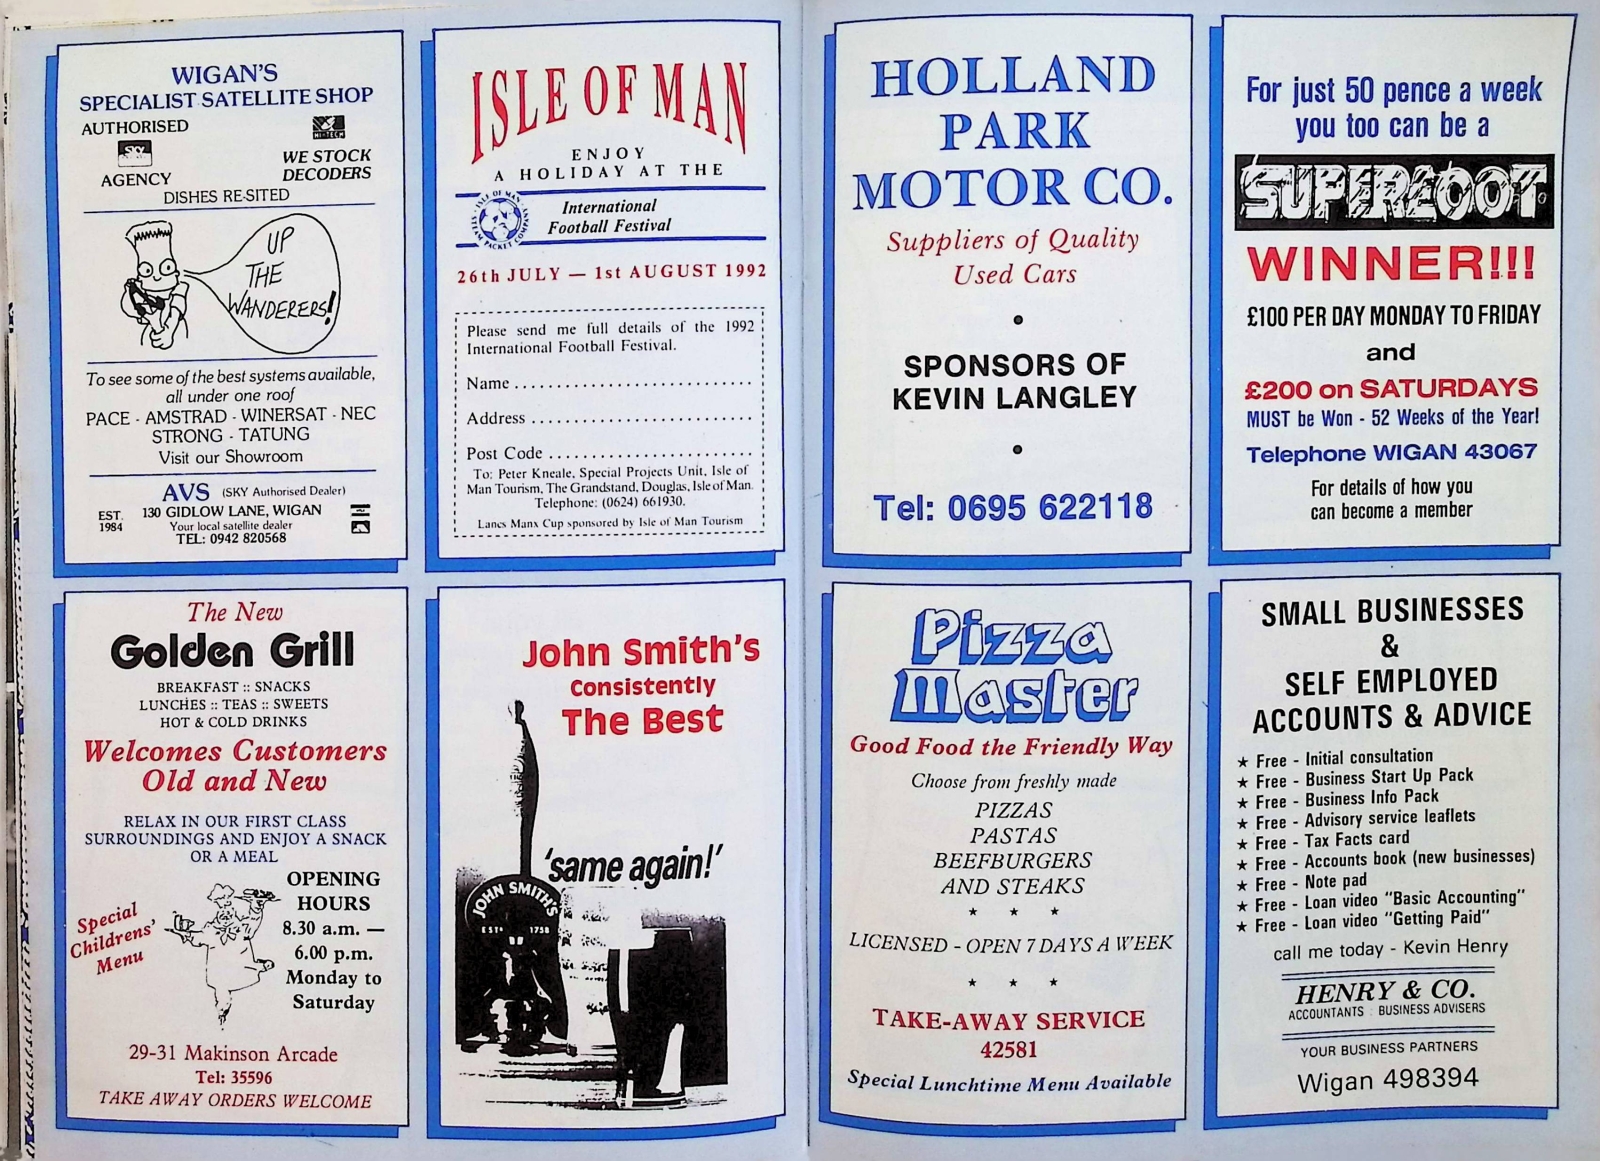 WIGAN'S
SPECIALIST SATELLITE SHOP
AUTHORISED
SKY
AGENCY
HI-TECH
WE STOCK
DECODERS
DISHES RE-SITED
UP
THE
WANDERERS!
To see some of the best systems available,
all under one roof
PACE - AMSTRAD - WINERSAT - NEC
STRONG - TATUNG
Visit our Showroom
AVS (SKY Authorised Dealer)
EST.
1984
130 GIDLOW LANE, WIGAN
Your local satellite dealer
TEL: 0942 820568
ISLE OF MAN
ENJOY
A HOLIDAY AT THE
ISLE OF MAN
STEAM PACKET COMPANY
International
Football Festival
26th JULY — 1st AUGUST 1992
Please send me full details of the 1992
International Football Festival.
Name ................................
Address ................................
Post Code ................................
To: Peter Kneale, Special Projects Unit, Isle of
Man Tourism, The Grandstand, Douglas, Isle of Man.
Telephone: (0624) 661930.
Lancs Manx Cup sponsored by Isle of Man Tourism
HOLLAND
PARK
MOTOR CO.
Suppliers of Quality
Used Cars
•
SPONSORS OF
KEVIN LANGLEY
•
Tel: 0695 622118
For just 50 pence a week
you too can be a
SUPERLOOT
WINNER!!!
£100 PER DAY MONDAY TO FRIDAY
and
£200 on SATURDAYS
MUST be Won - 52 Weeks of the Year!
Telephone WIGAN 43067
For details of how you
can become a member
The New
Golden Grill
BREAKFAST :: SNACKS
LUNCHES :: TEAS :: SWEETS
HOT & COLD DRINKS
Welcomes Customers
Old and New
RELAX IN OUR FIRST CLASS
SURROUNDINGS AND ENJOY A SNACK
OR A MEAL
Special
Childrens'
Menu
OPENING
HOURS
8.30 a.m. —
6.00 p.m.
Monday to
Saturday
29-31 Makinson Arcade
Tel: 35596
TAKE AWAY ORDERS WELCOME
John Smith's
Consistently
The Best
'same again!'
JOHN SMITH'S
ESTD 1758
Pizza
Master
Good Food the Friendly Way
Choose from freshly made
PIZZAS
PASTAS
BEEFBURGERS
AND STEAKS
★ ★ ★
LICENSED - OPEN 7 DAYS A WEEK
★ ★ ★
TAKE-AWAY SERVICE
42581
Special Lunchtime Menu Available
SMALL BUSINESSES
&
SELF EMPLOYED
ACCOUNTS & ADVICE
★ Free - Initial consultation
★ Free - Business Start Up Pack
★ Free - Business Info Pack
★ Free - Advisory service leaflets
★ Free - Tax Facts card
★ Free - Accounts book (new businesses)
★ Free - Note pad
★ Free - Loan video "Basic Accounting"
★ Free - Loan video "Getting Paid"
call me today - Kevin Henry
HENRY & CO.
ACCOUNTANTS : BUSINESS ADVISERS
YOUR BUSINESS PARTNERS
Wigan 498394